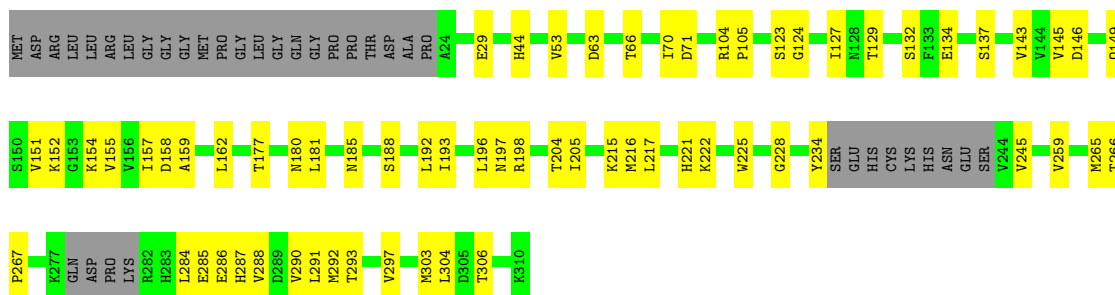 MET ASP ARG LEU LEU ARG LEU GLY GLY GLY MET PRO GLY LEU GLY GLN GLY PRO PRO THR ASP ALA PRO A24 E29 H44 V53 D63 T66 I70 D71 R104 P105 S123 G124 I127 N128 T129 S132 F133 E134 S137 V143 V144 V145 D146
S150 V151 K152 G153 K154 V155 V156 I157 D158 A159 L162 T177 N180 L181 N185 S188 L192 I193 L196 N197 R198 T204 I205 K215 M216 L217 H221 K222 W225 G228 Y234 SER GLU HIS CYS LYS HIS ASN GLU SER V244 V245 V259 M265 T266
P267 K277 GLN ASP PRO LYS R282 H283 L284 E285 E286 H287 V288 D289 V290 L291 M292 T293 V297 M303 L304 D305 T306 K310